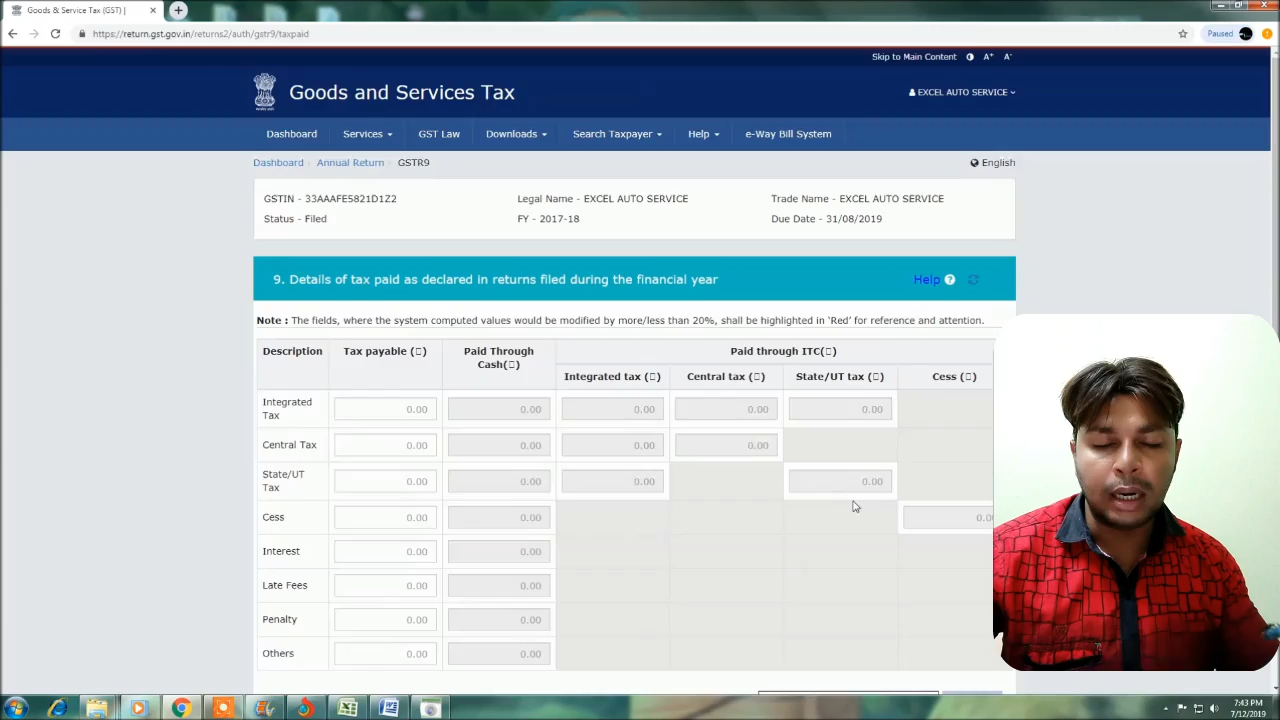 Goods & Service Tax (GST) |
https://return.gst.gov.in/returns2/auth/gstr9/taxpaid
Paused
Skip to Main Content A+ A-
Goods and Services Tax
EXCEL AUTO SERVICE
Dashboard Services GST Law Downloads Search Taxpayer Help e-Way Bill System
Dashboard Annual Return GSTR9 English
GSTIN - 33AAAFE5821D1Z2 Legal Name - EXCEL AUTO SERVICE Trade Name - EXCEL AUTO SERVICE
Status - Filed FY - 2017-18 Due Date - 31/08/2019
9. Details of tax paid as declared in returns filed during the financial year Help ?
Note : The fields, where the system computed values would be modified by more/less than 20%, shall be highlighted in 'Red' for reference and attention.
Description Tax payable () Paid Through Cash() Paid through ITC()
Integrated tax () Central tax () State/UT tax () Cess ()
Integrated Tax 0.00 0.00 0.00 0.00 0.00
Central Tax 0.00 0.00 0.00 0.00
State/UT Tax 0.00 0.00 0.00 0.00
Cess 0.00 0.00 0.00
Interest 0.00 0.00
Late Fees 0.00 0.00
Penalty 0.00 0.00
Others 0.00 0.00
7:43 PM
7/12/2019